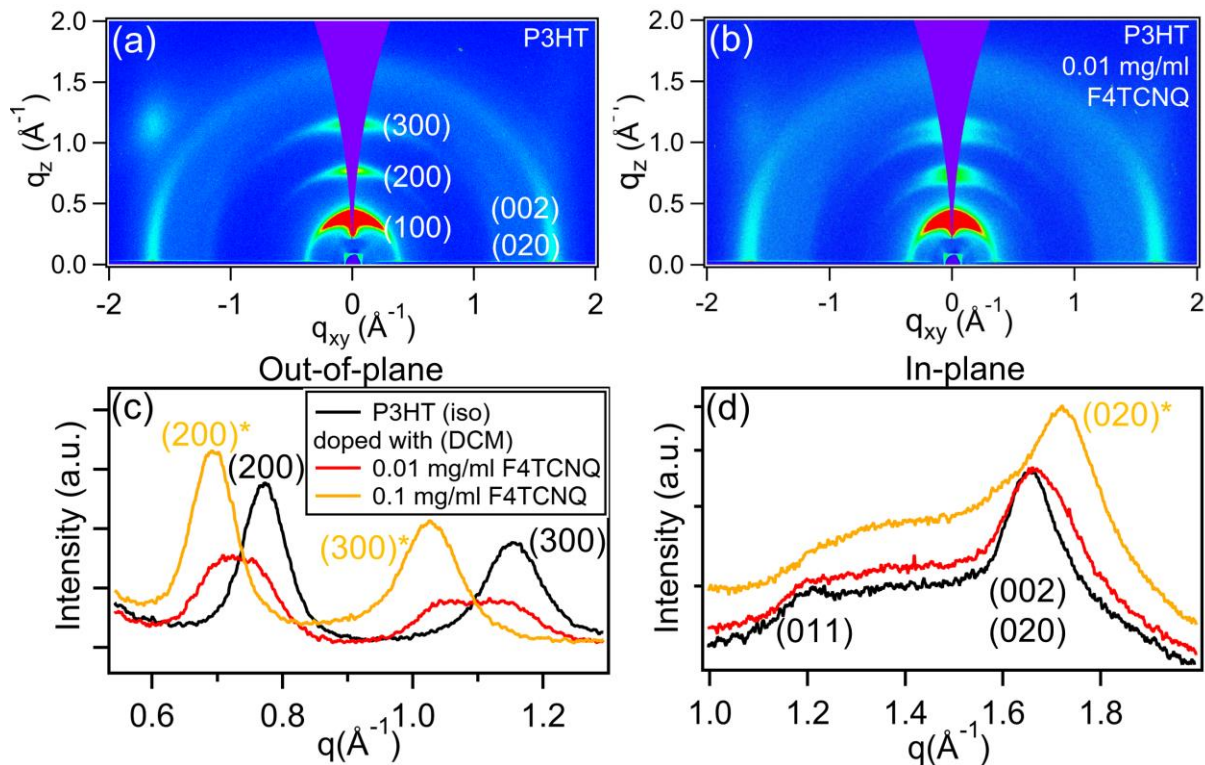 (a)
P3HT
2.0
1.5
1.0
0.5
0.0
q_z (Å⁻¹)
(300)
(200)
(100)
(002)
(020)
-2 -1 0 1 2
q_xy (Å⁻¹)
(b)
P3HT
0.01 mg/ml
F4TCNQ
2.0
1.5
1.0
0.5
0.0
q_z (Å⁻¹)
-2 -1 0 1 2
q_xy (Å⁻¹)
Out-of-plane
(c)
(200)*
(200)
(300)*
(300)
P3HT (iso)
doped with (DCM)
0.01 mg/ml F4TCNQ
0.1 mg/ml F4TCNQ
Intensity (a.u.)
0.6 0.8 1.0 1.2
q(Å⁻¹)
In-plane
(d)
(020)*
(011)
(002)
(020)
Intensity (a.u.)
1.0 1.2 1.4 1.6 1.8
q(Å⁻¹)